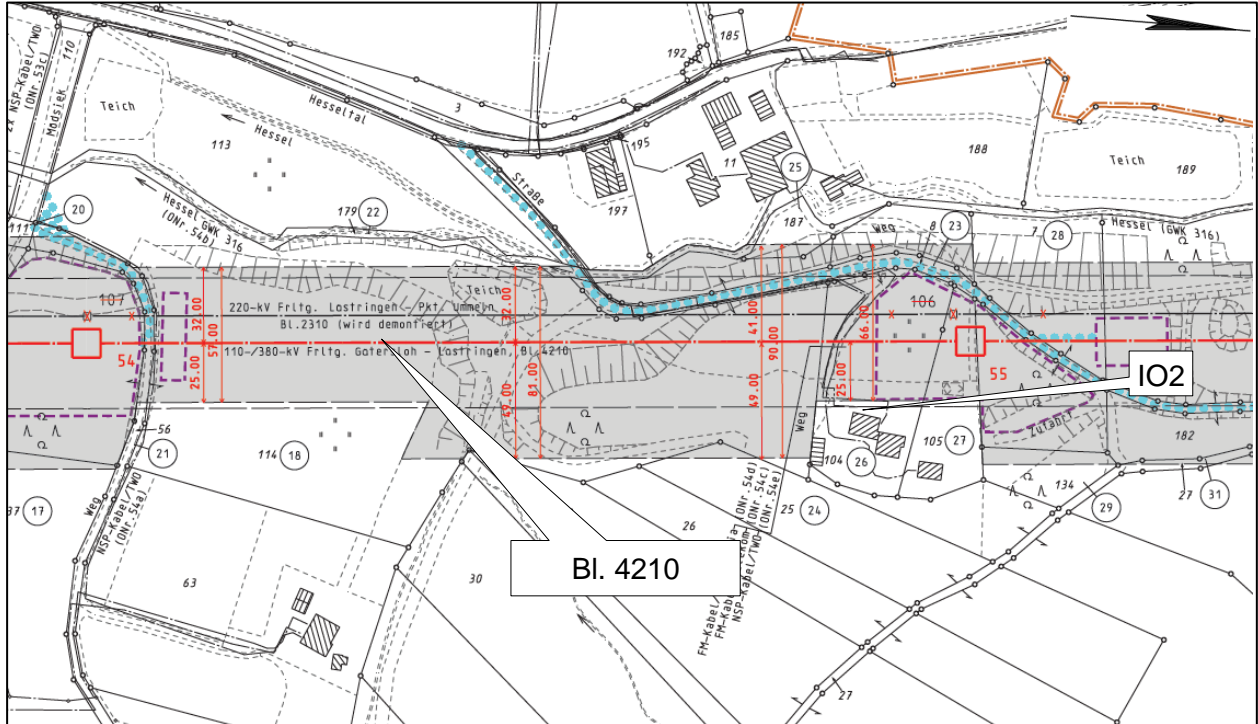 2x NSP-Kabel/TWO
(ONr.53c)
Mödsiek
110
Teich
113
Hessel
Hesseltal
3
192
185
195
11
25
188
Teich
189
197
Straße
187
Weg
8
23
7
28
Hessel (GWK 316)
20
111
Hessel GWK 316
(ONr.54b)
179
22
107
32.00
57.00
25.00
220-kV Frltg. Lastringen - Pkt. Ummeln
Bl.2310 (wird demontiert)
Teich
32.00
110-/380-kV Frltg. Gütersloh - Lastringen, Bl.4210
49.00
81.00
41.00
90.00
49.00
66.00
25.00
106
54
55
IO2
56
21
114
18
Weg
104
26
105
27
Zufahrt
182
17
Weg
NSP-Kabel/TWO
(ONr.54a)
63
30
26
25
24
134
29
27
31
(ONr.54d)
(ONr.54c)
(ONr.54e)
FM-Kabel
NSP-Kabel/TWO
27
Bl. 4210